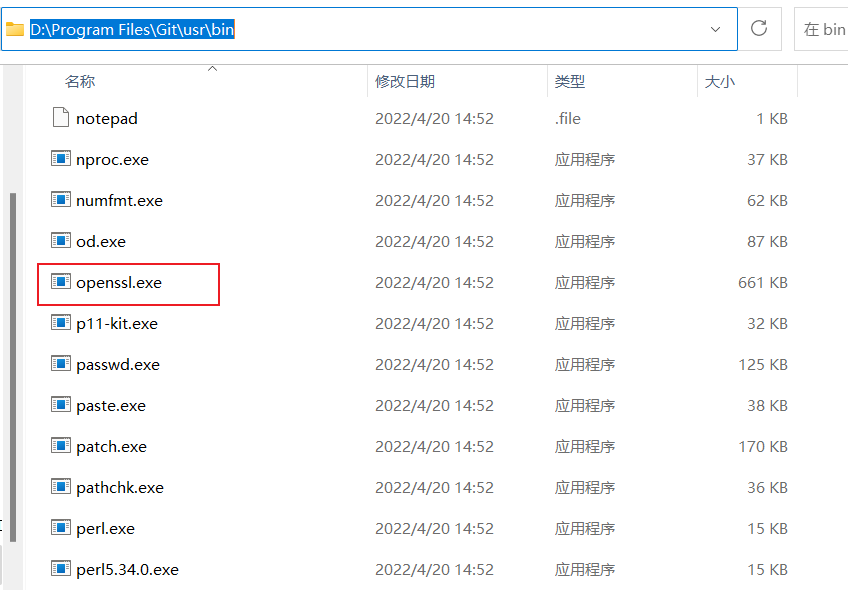 D:\Program Files\Git\usr\bin 在 bin
名称 修改日期 类型 大小
notepad 2022/4/20 14:52 .file 1 KB
nproc.exe 2022/4/20 14:52 应用程序 37 KB
numfmt.exe 2022/4/20 14:52 应用程序 62 KB
od.exe 2022/4/20 14:52 应用程序 87 KB
openssl.exe 2022/4/20 14:52 应用程序 661 KB
p11-kit.exe 2022/4/20 14:52 应用程序 32 KB
passwd.exe 2022/4/20 14:52 应用程序 125 KB
paste.exe 2022/4/20 14:52 应用程序 38 KB
patch.exe 2022/4/20 14:52 应用程序 170 KB
pathchk.exe 2022/4/20 14:52 应用程序 36 KB
perl.exe 2022/4/20 14:52 应用程序 15 KB
perl5.34.0.exe 2022/4/20 14:52 应用程序 15 KB